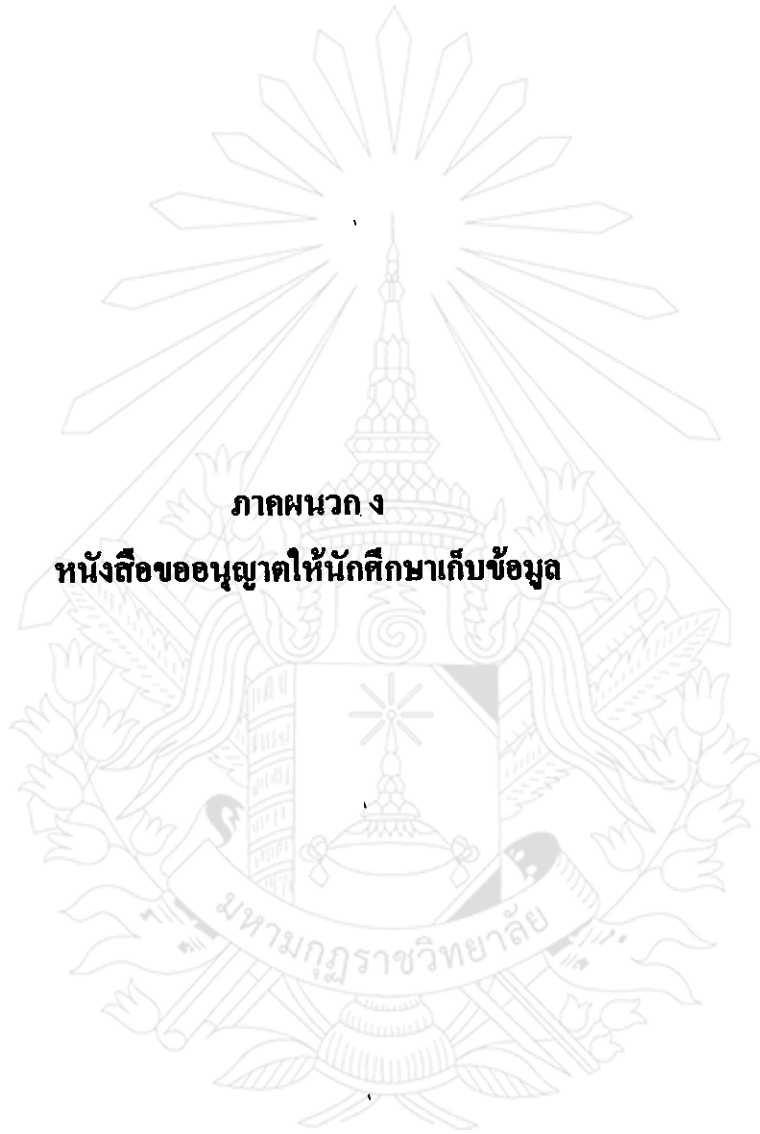 ภาคผนวก ง
หนังสือขออนุญาตให้นักศึกษาเก็บข้อมูล
มหามกุฏราชวิทยาลัย